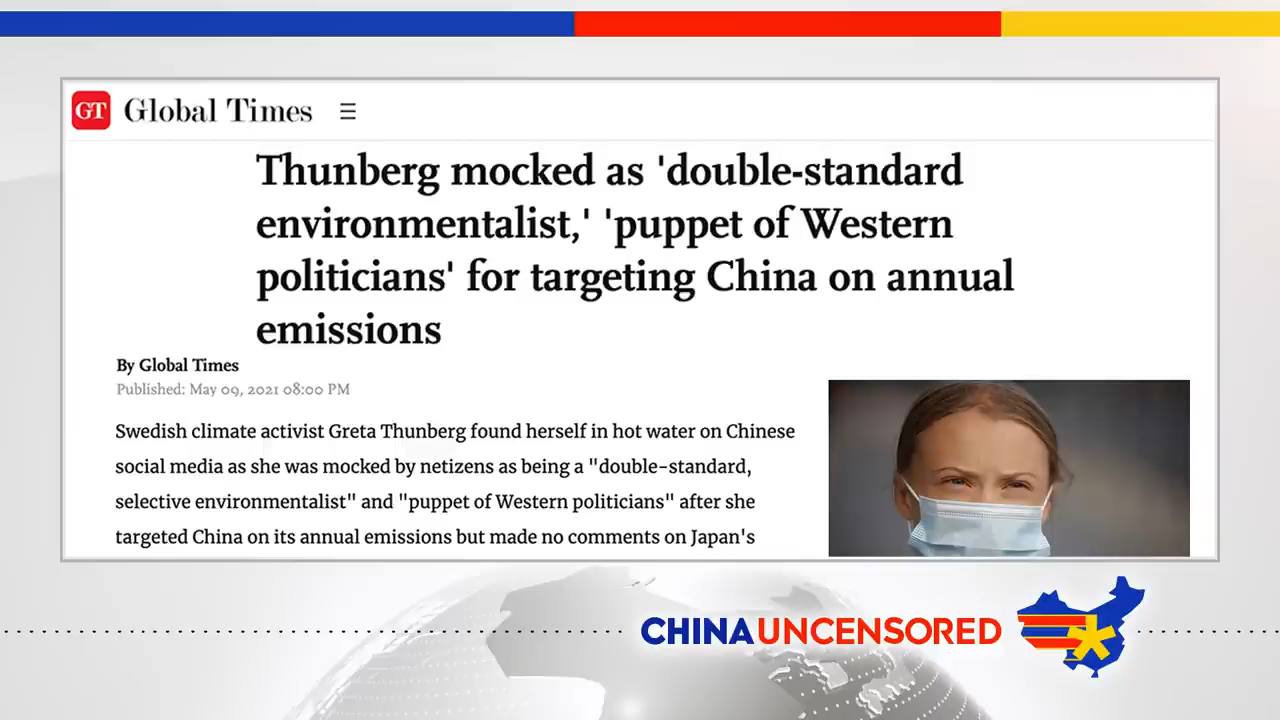 GT Global Times
Thunberg mocked as 'double-standard
environmentalist,' 'puppet of Western
politicians' for targeting China on annual
emissions
By Global Times
Published: May 09, 2021 08:00 PM
Swedish climate activist Greta Thunberg found herself in hot water on Chinese
social media as she was mocked by netizens as being a "double-standard,
selective environmentalist" and "puppet of Western politicians" after she
targeted China on its annual emissions but made no comments on Japan's
CHINA UNCENSORED